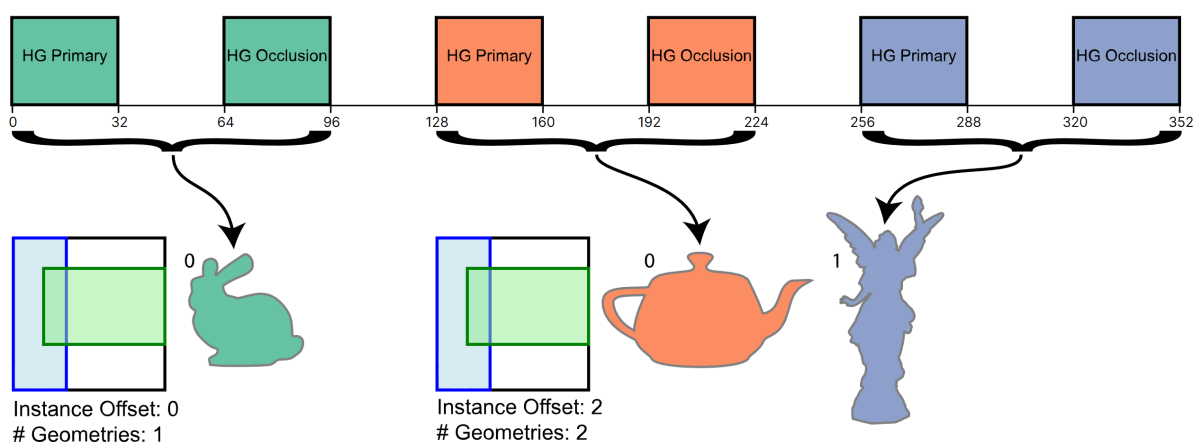 HG Primary
HG Occlusion
HG Primary
HG Occlusion
HG Primary
HG Occlusion
0 32 64 96 128 160 192 224 256 288 320 352
0
0
1
Instance Offset: 0
# Geometries: 1
Instance Offset: 2
# Geometries: 2